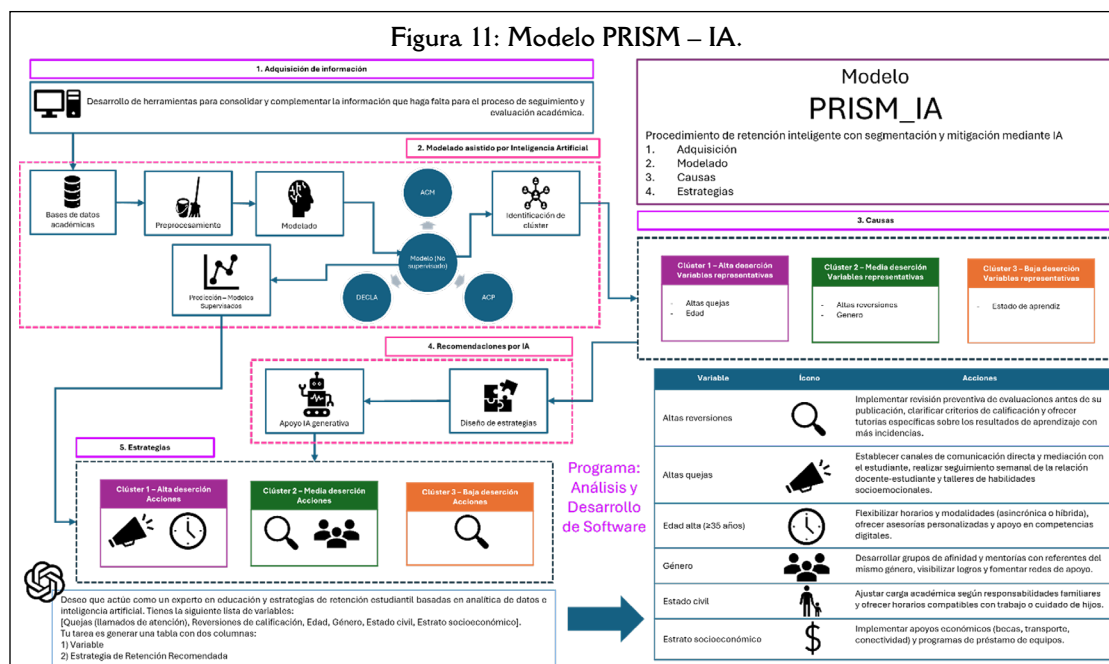 Figura 11: Modelo PRISM – IA.
1. Adquisición de información
Desarrollo de herramientas para consolidar y complementar la información que haga falta para el proceso de seguimiento y
evaluación académica.
Modelo
PRISM_IA
Procedimiento de retención inteligente con segmentación y mitigación mediante IA
1. Adquisición
2. Modelado
3. Causas
4. Estrategias
2. Modelado asistido por Inteligencia Artificial
Bases de datos
académicas
Preprocesamiento
Modelado
ACM
Modelo (No
supervisado)
DECLA
ACP
Identificación de
clúster
Predicción – Modelos
Supervisados
3. Causas
Clúster 1 – Alta deserción
Variables representativas
- Altas quejas
- Edad
Clúster 2 – Media deserción
Variables representativas
- Altas reversiones
- Genero
Clúster 3 – Baja deserción
Variables representativas
- Estado de aprendiz
4. Recomendaciones por IA
Apoyo IA generativa
Diseño de estrategias
5. Estrategias
Clúster 1 – Alta deserción
Acciones
Clúster 2 – Media deserción
Acciones
Clúster 3 – Baja deserción
Acciones
Programa:
Análisis y
Desarrollo
de Software
Deseo que actúe como un experto en educación y estrategias de retención estudiantil basadas en analítica de datos e
inteligencia artificial. Tienes la siguiente lista de variables:
[Quejas (llamados de atención), Reversiones de calificación, Edad, Género, Estado civil, Estrato socioeconómico].
Tu tarea es generar una tabla con dos columnas:
1) Variable
2) Estrategia de Retención Recomendada
Variable Ícono Acciones
Altas reversiones
Implementar revisión preventiva de evaluaciones antes de su
publicación, clarificar criterios de calificación y ofrecer
tutorías específicas sobre los resultados de aprendizaje con
más incidencias.
Altas quejas
Establecer canales de comunicación directa y mediación con
el estudiante, realizar seguimiento semanal de la relación
docente-estudiante y talleres de habilidades
socioemocionales.
Edad alta (≥35 años)
Flexibilizar horarios y modalidades (asincrónica o híbrida),
ofrecer asesorías personalizadas y apoyo en competencias
digitales.
Género
Desarrollar grupos de afinidad y mentorías con referentes del
mismo género, visibilizar logros y fomentar redes de apoyo.
Estado civil
Ajustar carga académica según responsabilidades familiares
y ofrecer horarios compatibles con trabajo o cuidado de hijos.
Estrato socioeconómico
Implementar apoyos económicos (becas, transporte,
conectividad) y programas de préstamo de equipos.